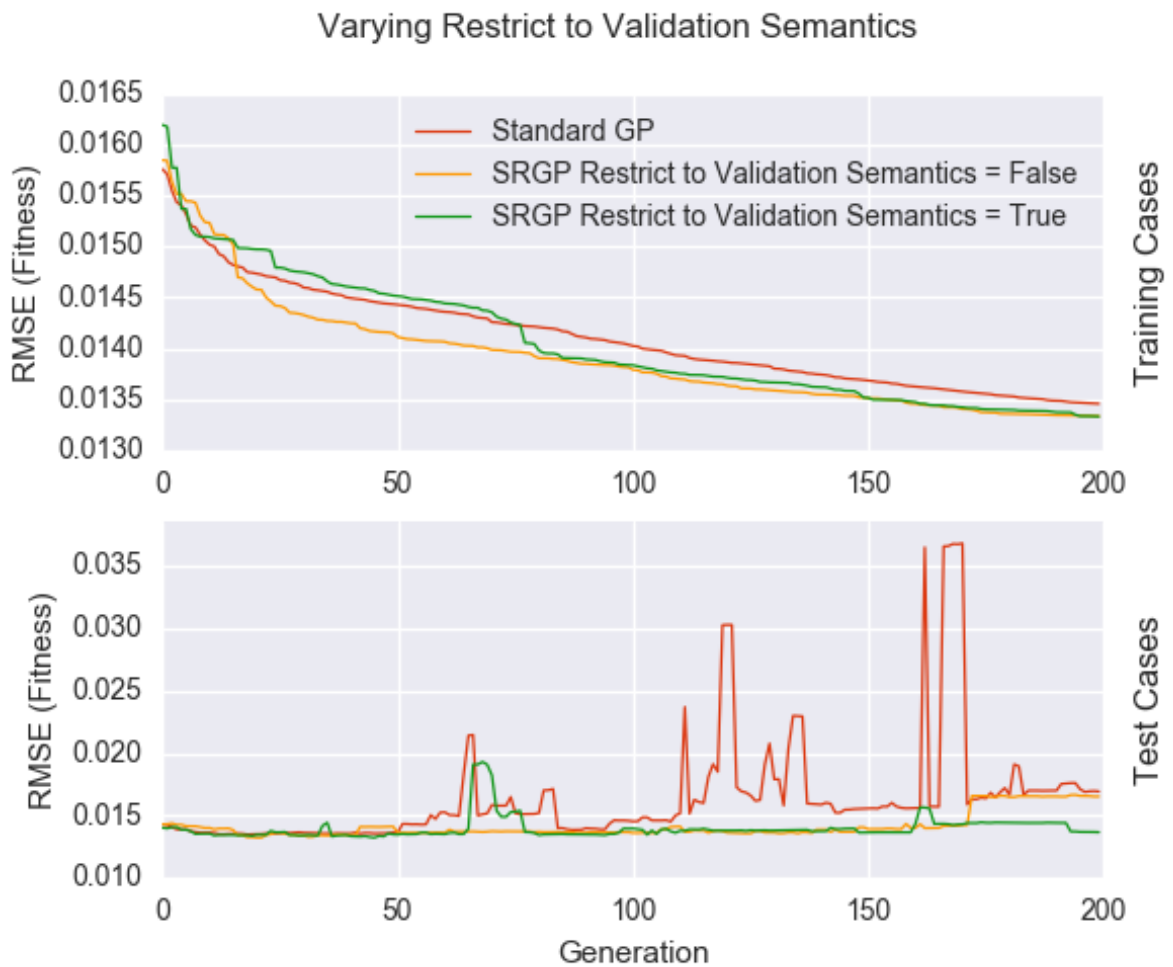 Varying Restrict to Validation Semantics
0.0165
0.0160
0.0155
0.0150
0.0145
0.0140
0.0135
0.0130
RMSE (Fitness)
Standard GP
SRGP Restrict to Validation Semantics = False
SRGP Restrict to Validation Semantics = True
Training Cases
0 50 100 150 200
0.035
0.030
0.025
0.020
0.015
0.010
RMSE (Fitness)
Test Cases
0 50 100 150 200
Generation